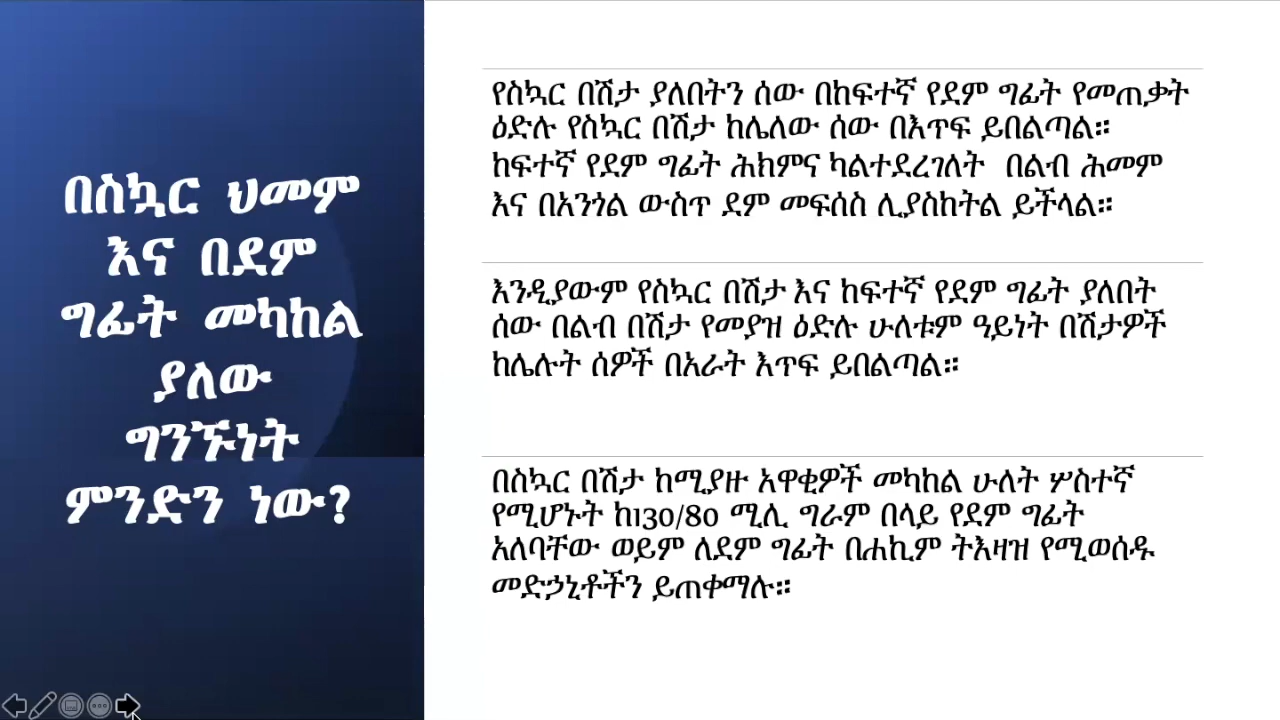 በስኳር ህመም
እና በደም
ግፊት መካከል
ያለው
ግንኙነት
ምንድን ነው?
የስኳር በሽታ ያለበትን ሰው በከፍተኛ የደም ግፊት የመጠቃት
ዕድሉ የስኳር በሽታ ከሌለው ሰው በእጥፍ ይበልጣል።
ከፍተኛ የደም ግፊት ሕክምና ካልተደረገለት በልብ ሕመም
እና በአንጎል ውስጥ ደም መፍሰስ ሊያስከትል ይችላል።
እንዲያውም የስኳር በሽታ እና ከፍተኛ የደም ግፊት ያለበት
ሰው በልብ በሽታ የመያዝ ዕድሉ ሁለቱም ዓይነት በሽታዎች
ከሌሉት ሰዎች በአራት እጥፍ ይበልጣል።
በስኳር በሽታ ከሚያዙ አዋቂዎች መካከል ሁለት ሦስተኛ
የሚሆኑት ከ130/80 ሚሊ ግራም በላይ የደም ግፊት
አለባቸው ወይም ለደም ግፊት በሐኪም ትእዛዝ የሚወሰዱ
መድኃኒቶችን ይጠቀማሉ።